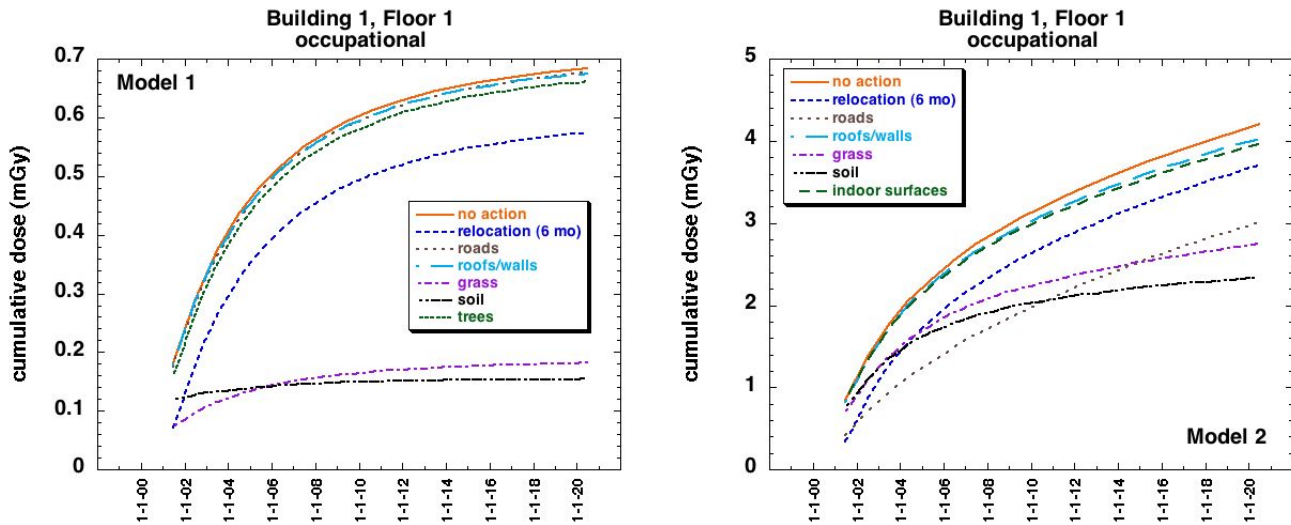 Building 1, Floor 1
occupational
cumulative dose (mGy)
0.7
0.6
0.5
0.4
0.3
0.2
0.1
0
Model 1
no action
relocation (6 mo)
roads
roofs/walls
grass
soil
trees
1-1-00
1-1-02
1-1-04
1-1-06
1-1-08
1-1-10
1-1-12
1-1-14
1-1-16
1-1-18
1-1-20
Building 1, Floor 1
occupational
cumulative dose (mGy)
5
4
3
2
1
0
no action
relocation (6 mo)
roads
roofs/walls
grass
soil
indoor surfaces
Model 2
1-1-00
1-1-02
1-1-04
1-1-06
1-1-08
1-1-10
1-1-12
1-1-14
1-1-16
1-1-18
1-1-20